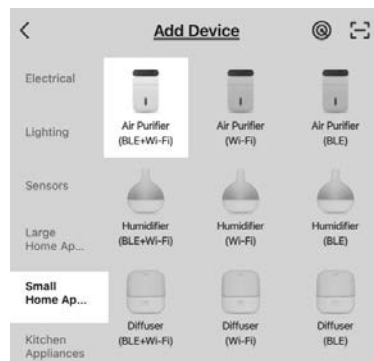 Add Device
Electrical
Lighting
Sensors
Large
Home Ap...
Small
Home Ap...
Kitchen
Appliances
Air Purifier
(BLE+Wi-Fi)
Air Purifier
(Wi-Fi)
Air Purifier
(BLE)
Humidifier
(BLE+Wi-Fi)
Humidifier
(Wi-Fi)
Humidifier
(BLE)
Diffuser
(BLE+Wi-Fi)
Diffuser
(Wi-Fi)
Diffuser
(BLE)